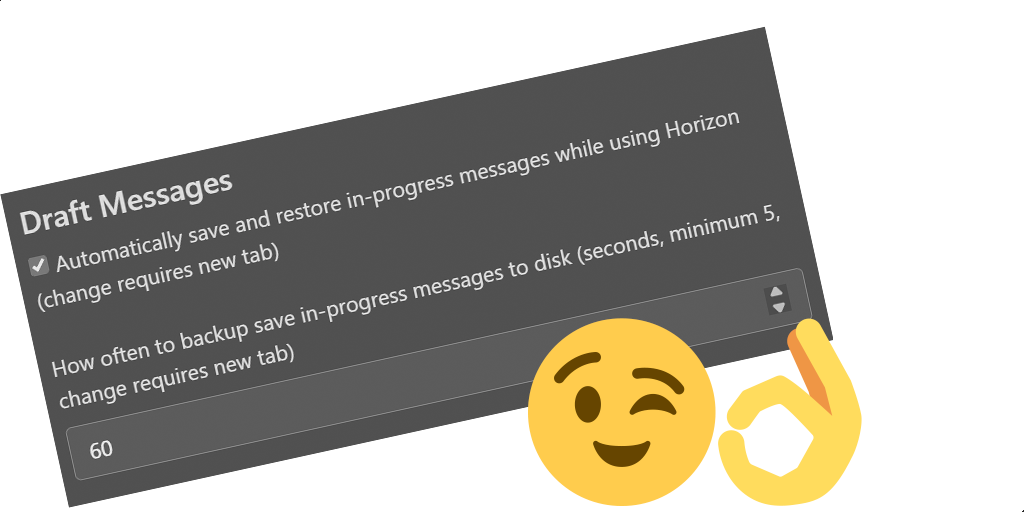 Draft Messages
Automatically save and restore in-progress messages while using Horizon
(change requires new tab)
How often to backup save in-progress messages to disk (seconds, minimum 5,
change requires new tab)
60